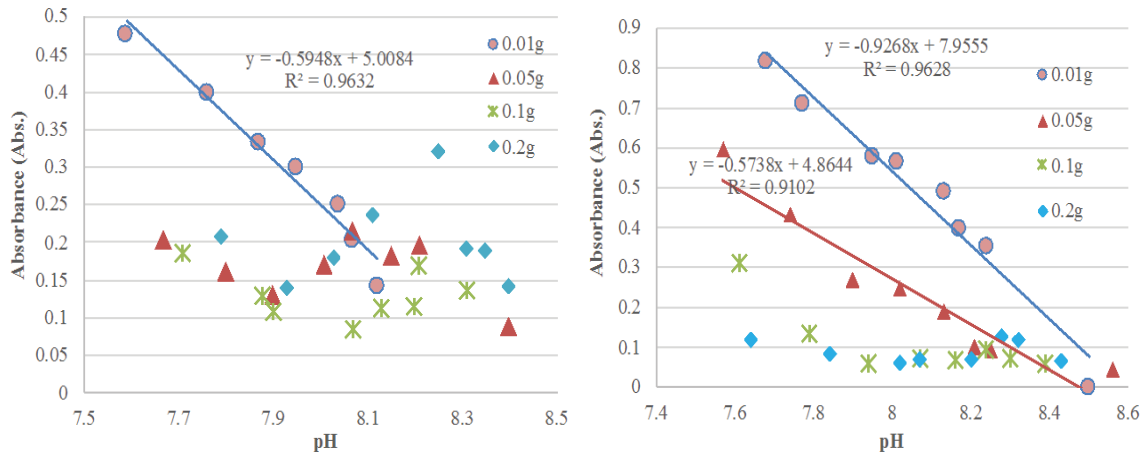 0.5
0.45
0.4
0.35
0.3
0.25
0.2
0.15
0.1
0.05
0
Absorbance (Abs.)
y = -0.5948x + 5.0084
R² = 0.9632
0.01g
0.05g
0.1g
0.2g
7.5 7.7 7.9 8.1 8.3 8.5
pH
0.9
0.8
0.7
0.6
0.5
0.4
0.3
0.2
0.1
0
Absorbance (Abs.)
y = -0.9268x + 7.9555
R² = 0.9628
y = -0.5738x + 4.8644
R² = 0.9102
0.01g
0.05g
0.1g
0.2g
7.4 7.6 7.8 8 8.2 8.4 8.6
pH